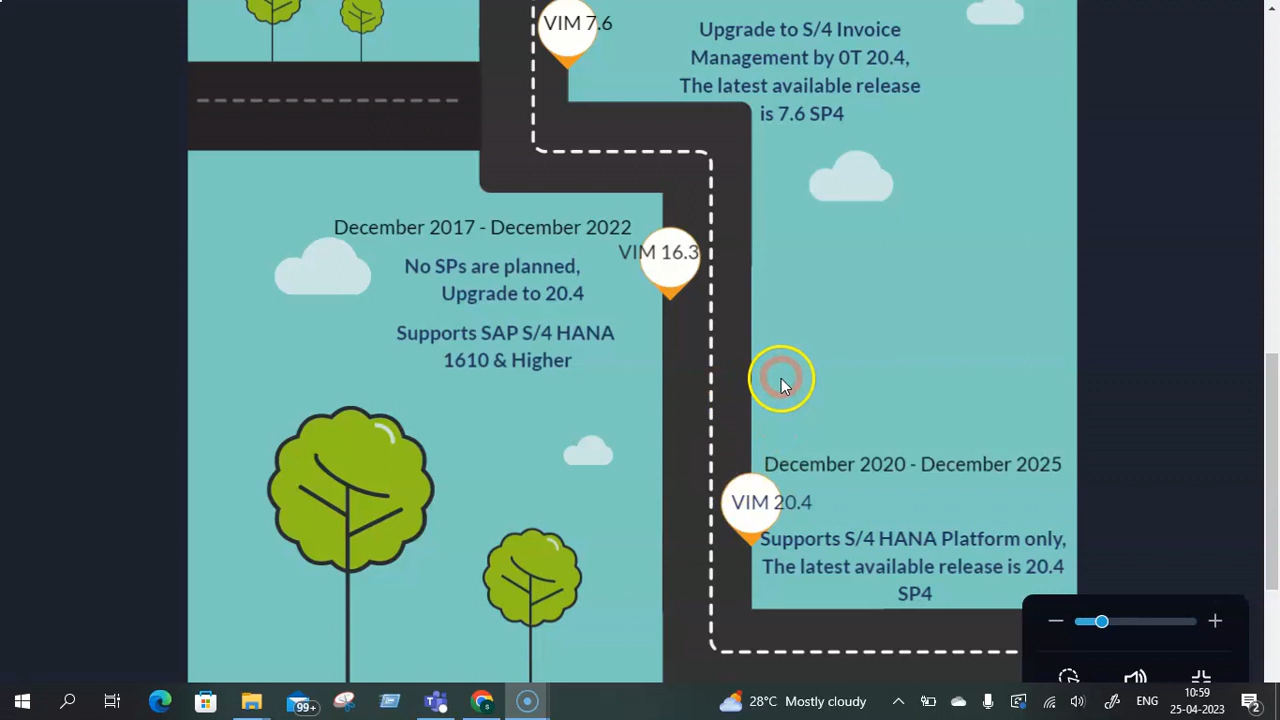 VIM 7.6
Upgrade to S/4 Invoice
Management by 0T 20.4,
The latest available release
is 7.6 SP4
December 2017 - December 2022
VIM 16.3
No SPs are planned,
Upgrade to 20.4
Supports SAP S/4 HANA
1610 & Higher
December 2020 - December 2025
VIM 20.4
Supports S/4 HANA Platform only,
The latest available release is 20.4
SP4
99+
28°C Mostly cloudy
ENG
10:59
25-04-2023
2